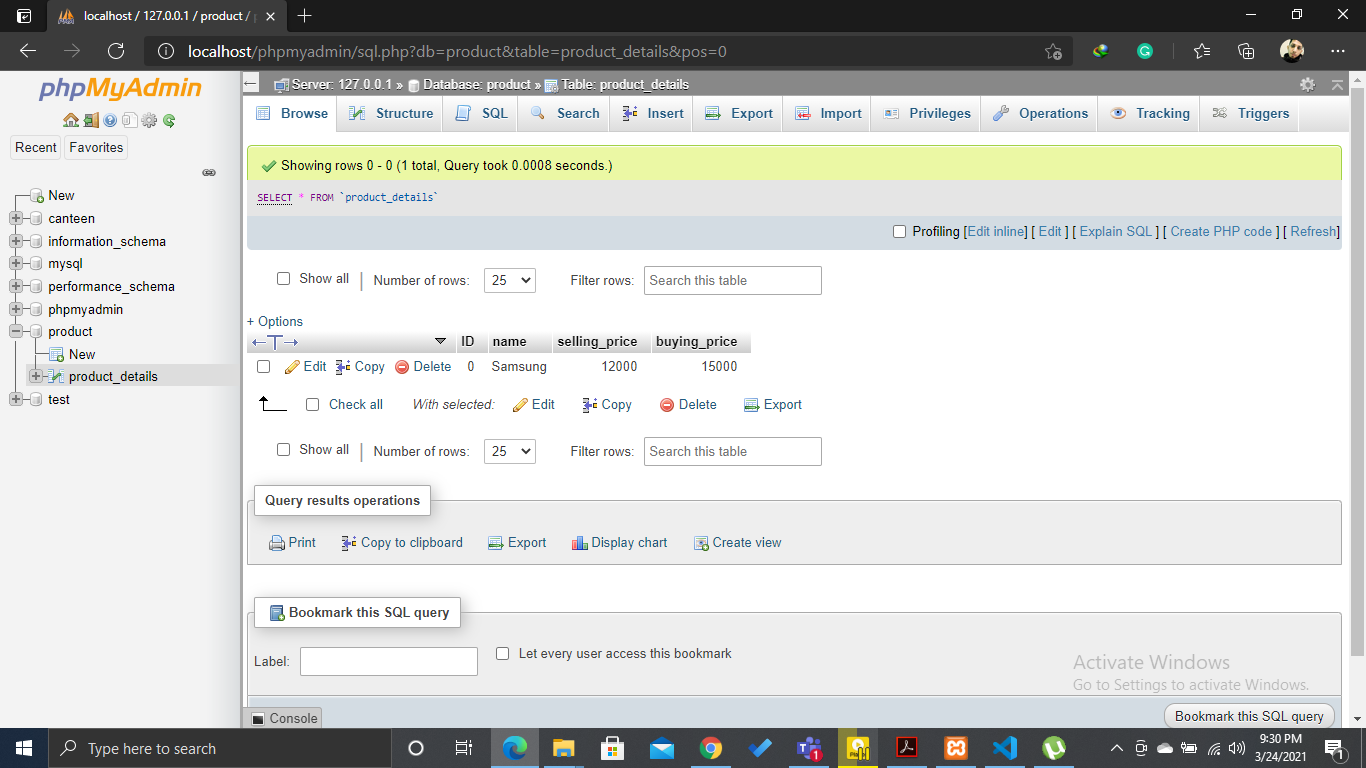 localhost / 127.0.0.1 / product / p
localhost/phpmyadmin/sql.php?db=product&table=product_details&pos=0
phpMyAdmin
Recent Favorites
New
canteen
information_schema
mysql
performance_schema
phpmyadmin
product
New
product_details
test
Server: 127.0.0.1 » Database: product » Table: product_details
Browse Structure SQL Search Insert Export Import Privileges Operations Tracking Triggers
Showing rows 0 - 0 (1 total, Query took 0.0008 seconds.)
SELECT * FROM `product_details`
Profiling [Edit inline] [ Edit ] [ Explain SQL ] [ Create PHP code ] [ Refresh]
Show all | Number of rows: 25 Filter rows: Search this table
+ Options
←T→ ID name selling_price buying_price
Edit Copy Delete 0 Samsung 12000 15000
Check all With selected: Edit Copy Delete Export
Show all | Number of rows: 25 Filter rows: Search this table
Query results operations
Print Copy to clipboard Export Display chart Create view
Bookmark this SQL query
Label: Let every user access this bookmark
Activate Windows
Go to Settings to activate Windows.
Console
Bookmark this SQL query
Type here to search
1
9:30 PM
3/24/2021
1